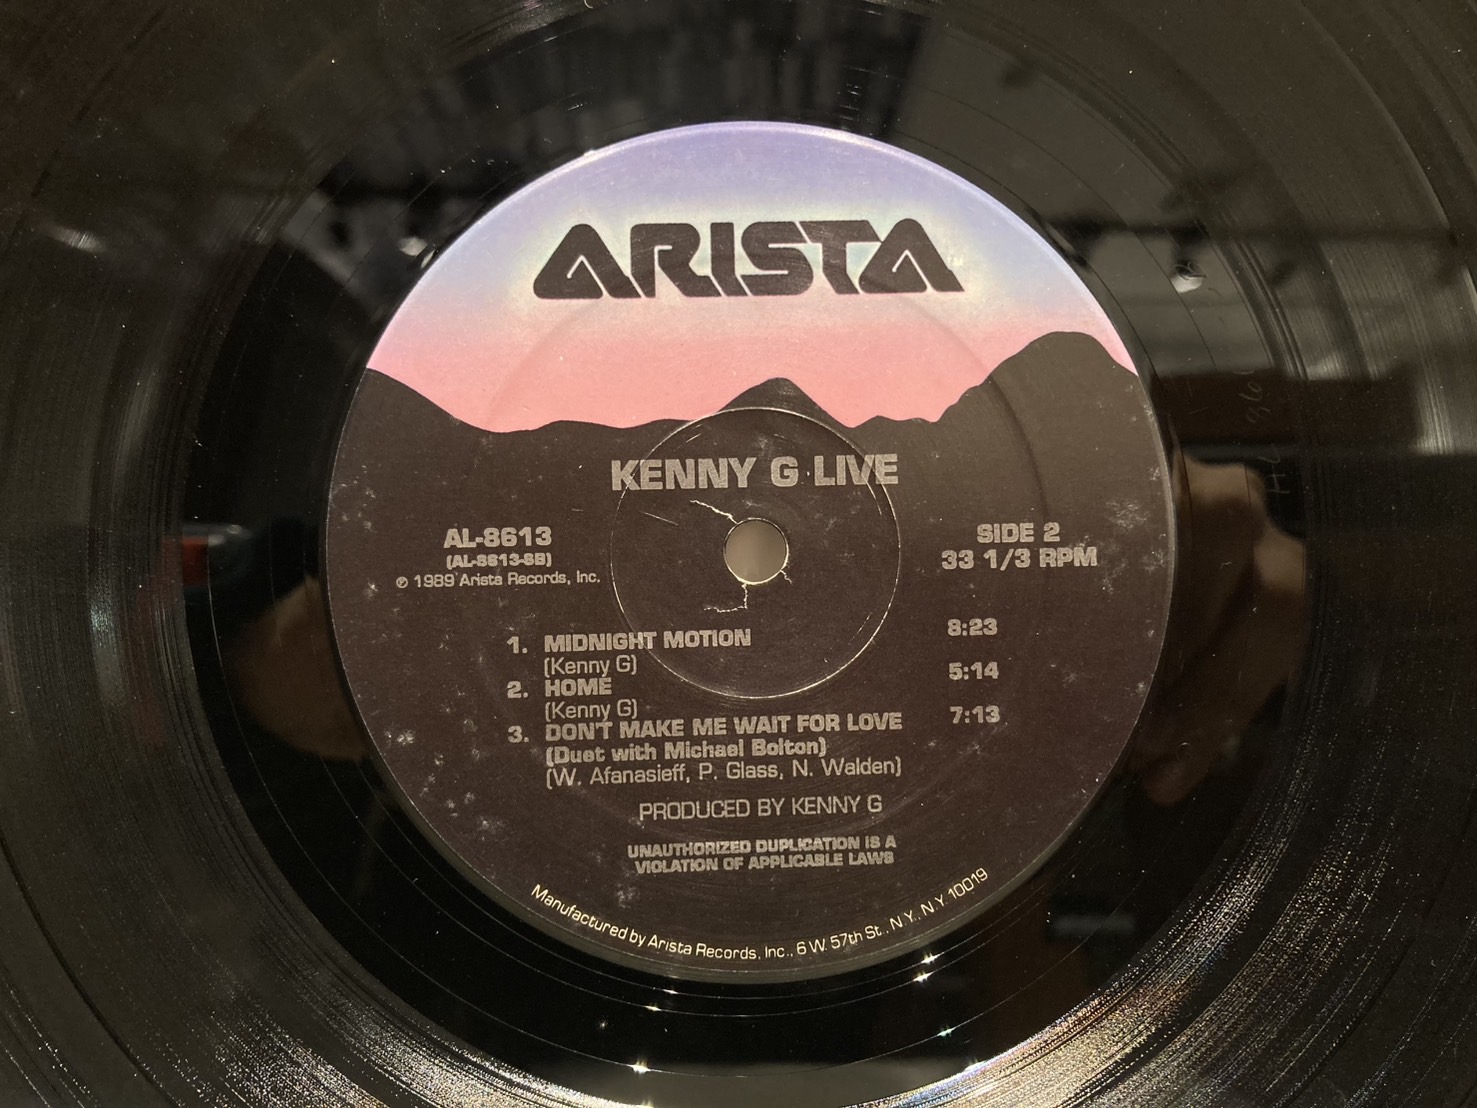 ARISTA
KENNY G LIVE
AL-8613
(AL-8613-SB)
℗ 1989 Arista Records, Inc.
SIDE 2
33 1/3 RPM
1. MIDNIGHT MOTION 8:23
(Kenny G)
2. HOME 5:14
(Kenny G)
3. DON'T MAKE ME WAIT FOR LOVE 7:13
(Duet with Michael Bolton)
(W. Afanasieff, P. Glass, N. Walden)
PRODUCED BY KENNY G
UNAUTHORIZED DUPLICATION IS A
VIOLATION OF APPLICABLE LAWS
Manufactured by Arista Records, Inc., 6 W. 57th St., N.Y., N.Y. 10019